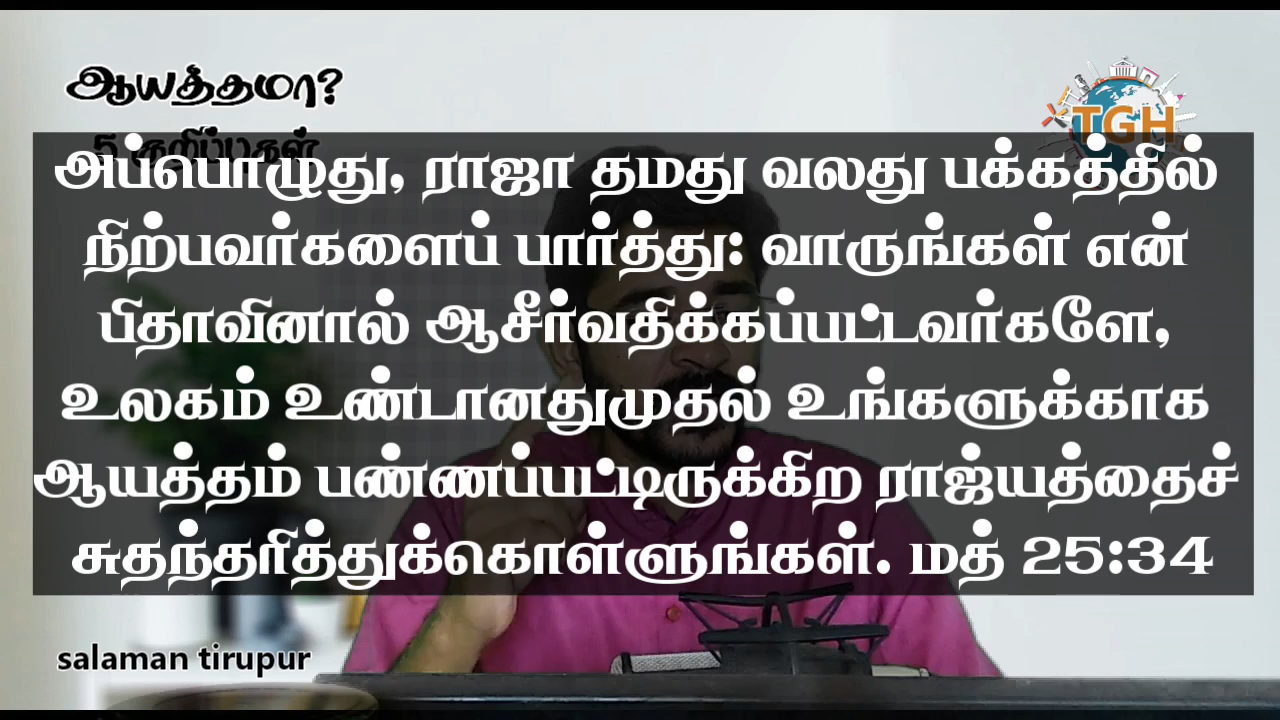 ஆயத்தமா?
5 குறிப்புகள்
TGH
அப்பொழுது, ராஜா தமது வலது பக்கத்தில்
நிற்பவர்களைப் பார்த்து: வாருங்கள் என்
பிதாவினால் ஆசீர்வதிக்கப்பட்டவர்களே,
உலகம் உண்டானதுமுதல் உங்களுக்காக
ஆயத்தம் பண்ணப்பட்டிருக்கிற ராஜ்யத்தைச்
சுதந்தரித்துக்கொள்ளுங்கள். மத் 25:34
salaman tirupur